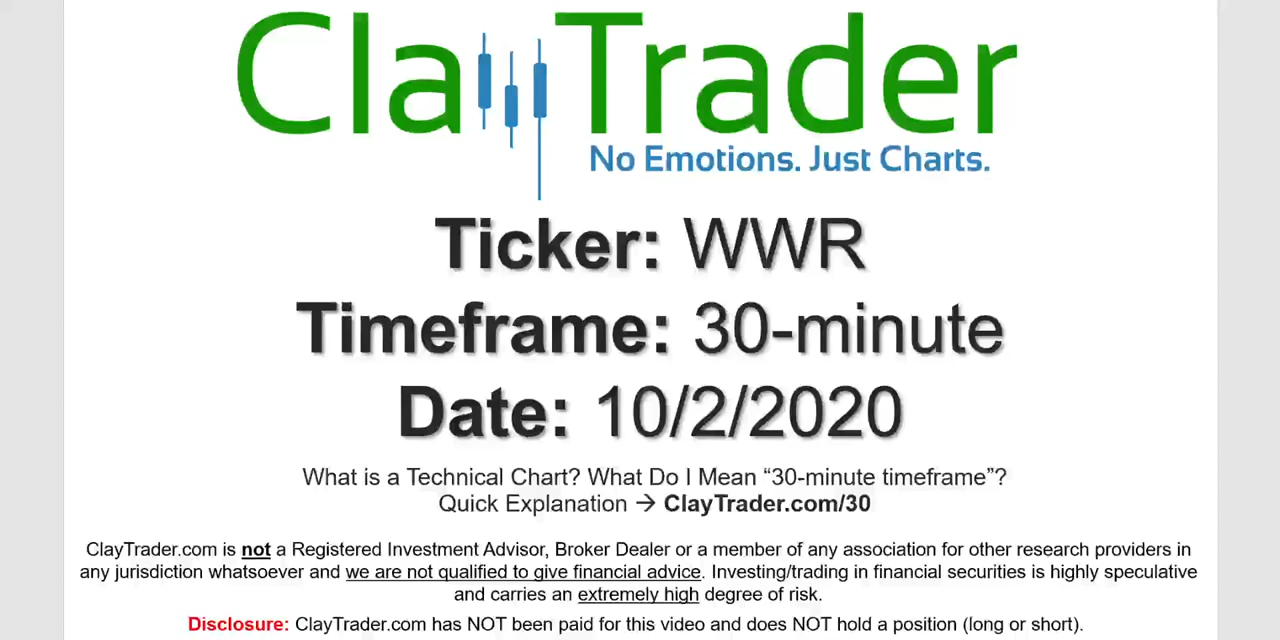 ClayTrader
No Emotions. Just Charts.
Ticker: WWR
Timeframe: 30-minute
Date: 10/2/2020
What is a Technical Chart? What Do I Mean “30-minute timeframe”?
Quick Explanation → ClayTrader.com/30
ClayTrader.com is not a Registered Investment Advisor, Broker Dealer or a member of any association for other research providers in
any jurisdiction whatsoever and we are not qualified to give financial advice. Investing/trading in financial securities is highly speculative
and carries an extremely high degree of risk.
Disclosure: ClayTrader.com has NOT been paid for this video and does NOT hold a position (long or short).